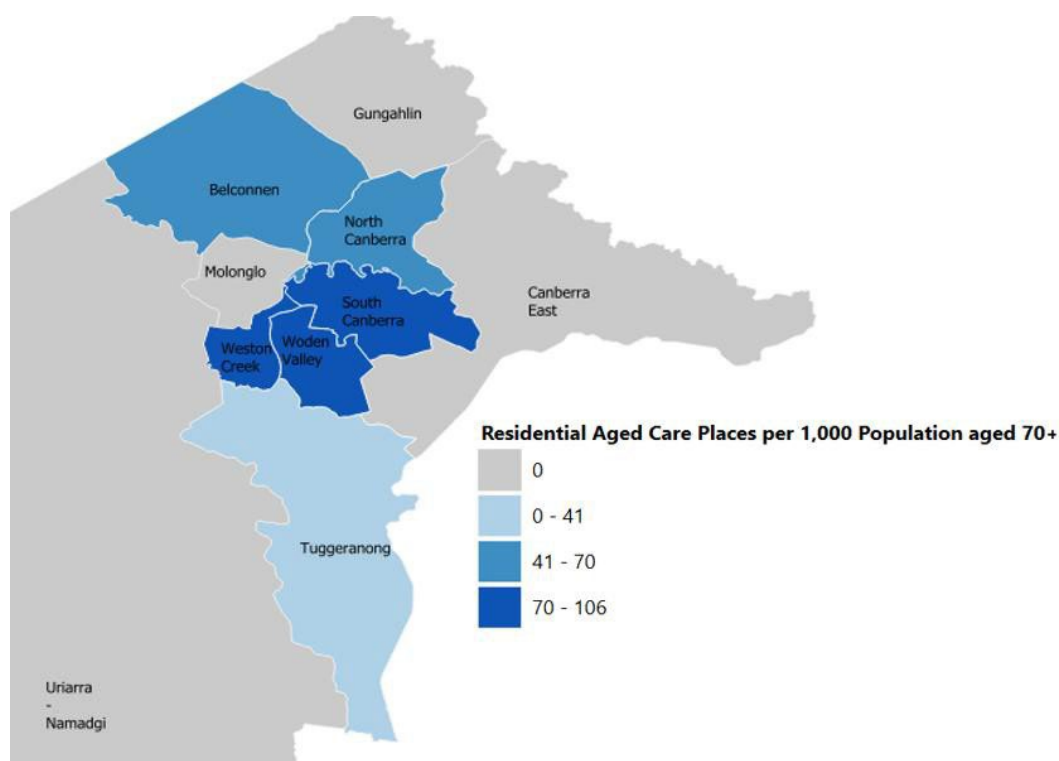 Gungahlin
Belconnen
North
Canberra
Molonglo
Canberra
East
South
Canberra
Weston
Creek
Woden
Valley
Residential Aged Care Places per 1,000 Population aged 70+
0
0 - 41
41 - 70
70 - 106
Tuggeranong
Uriarra
-
Namadgi